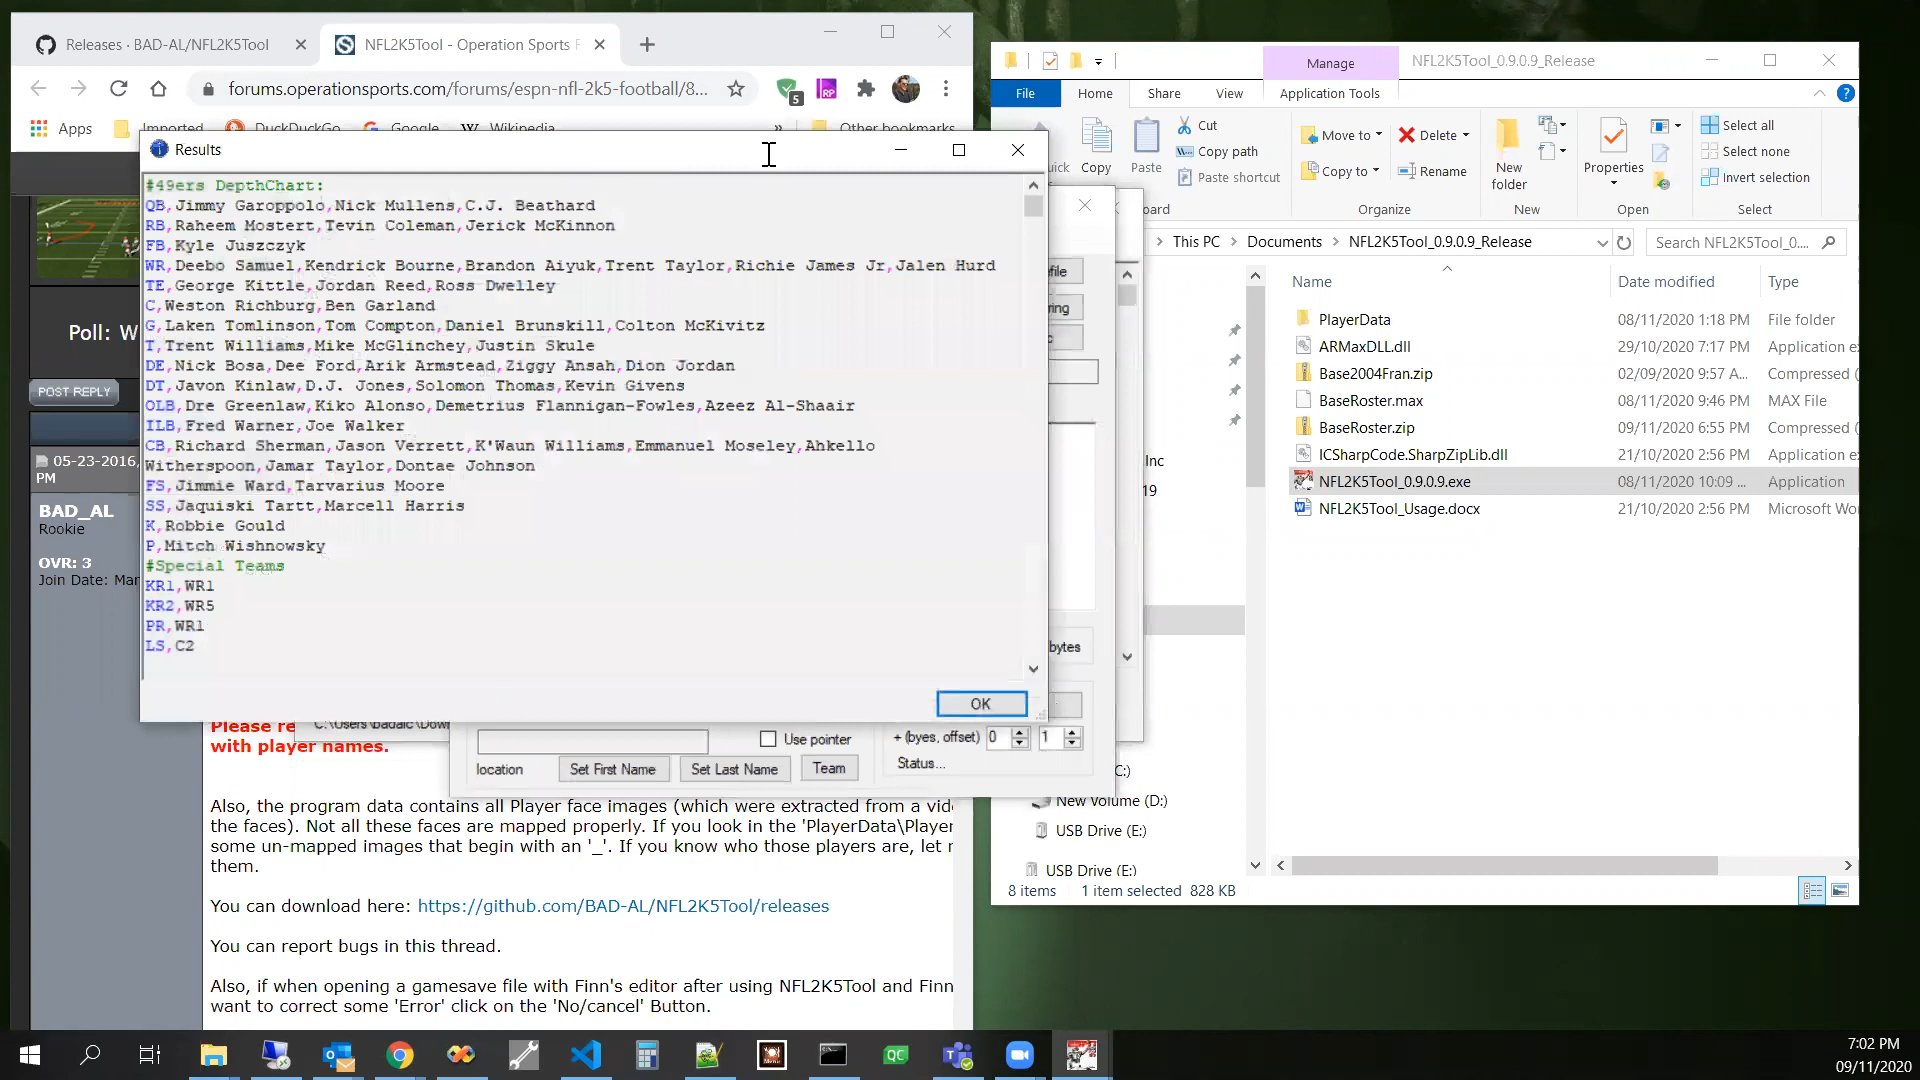 Releases · BAD-AL/NFL2K5Tool
NFL2K5Tool - Operation Sports F
forums.operationsports.com/forums/espn-nfl-2k5-football/8...
5
RP
Apps
Imported
DuckDuckGo
Google
Wikipedia
»
Other bookmarks
Results
#49ers DepthChart:
QB,Jimmy Garoppolo,Nick Mullens,C.J. Beathard
RB,Raheem Mostert,Tevin Coleman,Jerick McKinnon
FB,Kyle Juszczyk
WR,Deebo Samuel,Kendrick Bourne,Brandon Aiyuk,Trent Taylor,Richie James Jr,Jalen Hurd
TE,George Kittle,Jordan Reed,Ross Dwelley
C,Weston Richburg,Ben Garland
G,Laken Tomlinson,Tom Compton,Daniel Brunskill,Colton McKivitz
T,Trent Williams,Mike McGlinchey,Justin Skule
DE,Nick Bosa,Dee Ford,Arik Armstead,Ziggy Ansah,Dion Jordan
DT,Javon Kinlaw,D.J. Jones,Solomon Thomas,Kevin Givens
OLB,Dre Greenlaw,Kiko Alonso,Demetrius Flannigan-Fowles,Azeez Al-Shaair
ILB,Fred Warner,Joe Walker
CB,Richard Sherman,Jason Verrett,K'Waun Williams,Emmanuel Moseley,Ahkello
Witherspoon,Jamar Taylor,Dontae Johnson
FS,Jimmie Ward,Tarvarius Moore
SS,Jaquiski Tartt,Marcell Harris
K,Robbie Gould
P,Mitch Wishnowsky
#Special Teams
KR1,WR1
KR2,WR5
PR,WR1
LS,C2
OK
Poll: W
POST REPLY
05-23-2016,
PM
BAD_AL
Rookie
OVR: 3
Join Date: Mar
Please re
with player names.
C:\Users\badalc\Dow
location
Set First Name
Set Last Name
Team
Use pointer
bytes
+ (byes, offset)
0
1
Status...
Also, the program data contains all Player face images (which were extracted from a vid
the faces). Not all these faces are mapped properly. If you look in the 'PlayerData\Player
some un-mapped images that begin with an '_'. If you know who those players are, let
them.
You can download here: https://github.com/BAD-AL/NFL2K5Tool/releases
You can report bugs in this thread.
Also, if when opening a gamesave file with Finn's editor after using NFL2K5Tool and Finn
want to correct some 'Error' click on the 'No/cancel' Button.
Manage
NFL2K5Tool_0.9.0.9_Release
File
Home
Share
View
Application Tools
Copy
Paste
Cut
Copy path
Paste shortcut
Move to
Copy to
Delete
Rename
New
folder
Properties
Select all
Select none
Invert selection
Organize
New
Open
Select
This PC
Documents
NFL2K5Tool_0.9.0.9_Release
Search NFL2K5Tool_0....
Name
Date modified
Type
PlayerData
08/11/2020 1:18 PM
File folder
ARMaxDLL.dll
29/10/2020 7:17 PM
Application e
Base2004Fran.zip
02/09/2020 9:57 A...
Compressed (
BaseRoster.max
08/11/2020 9:46 PM
MAX File
BaseRoster.zip
09/11/2020 6:55 PM
Compressed (
ICSharpCode.SharpZipLib.dll
21/10/2020 2:56 PM
Application e
NFL2K5Tool_0.9.0.9.exe
08/11/2020 10:09 ...
Application
NFL2K5Tool_Usage.docx
21/10/2020 2:56 PM
Microsoft Wo
Inc
19
C:)
New Volume (D:)
USB Drive (E:)
USB Drive (E:)
8 items
1 item selected 828 KB
QC
7:02 PM
09/11/2020